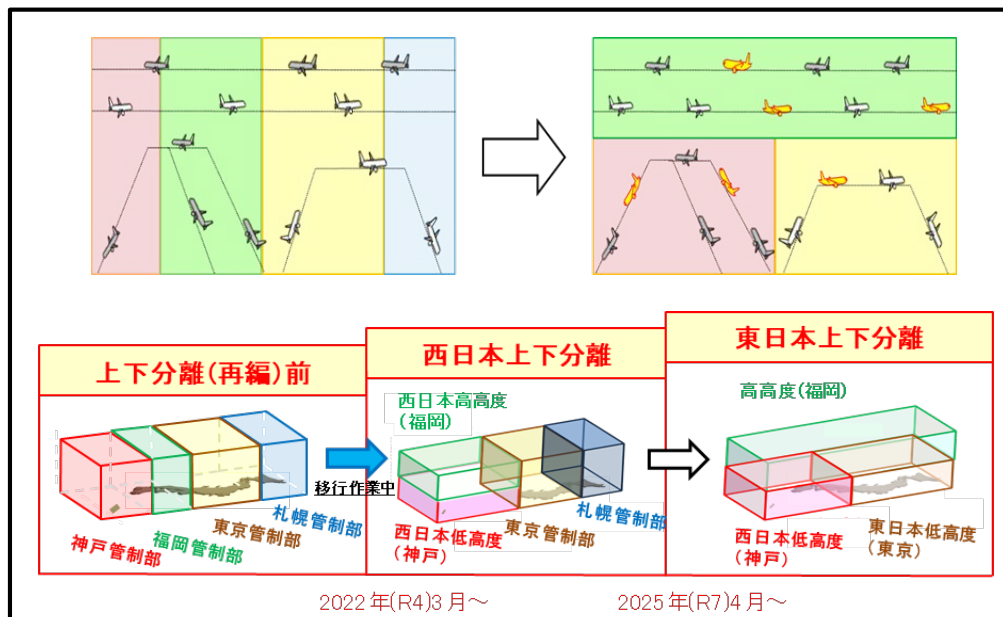 上下分離(再編)前
神戸管制部
福岡管制部
東京管制部
札幌管制部
移行作業中
西日本上下分離
西日本高高度
(福岡)
西日本低高度
(神戸)
東京管制部
札幌管制部
東日本上下分離
高高度(福岡)
西日本低高度
(神戸)
東日本低高度
(東京)
2022年(R4)3月～
2025年(R7)4月～